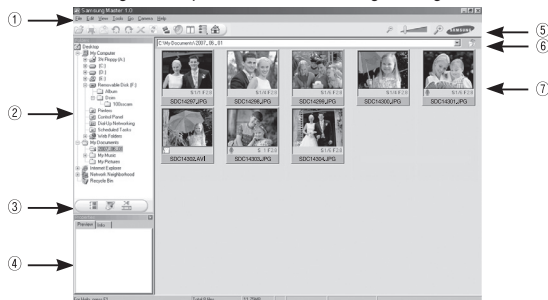 Samsung Master 1.0
File Edit View Tools Go Camera Help
SAMSUNG
C:\My Documents\2007_06_01
Desktop
My Computer
3½ Floppy (A:)
(C:)
(D:)
(E:)
Removable Disk (F:)
Album
Dcim
100sscam
Printers
Control Panel
Dial-Up Networking
Scheduled Tasks
Web Folders
My Documents
2007_06_01
My Music
My Pictures
Internet Explorer
Network Neighborhood
Recycle Bin
SDC14297.JPG
SDC14298.JPG
SDC14299.JPG
SDC14300.JPG
SDC14301.JPG
SDC14302.AVI
SDC14303.JPG
SDC14304.JPG
Preview Info
①
②
③
④
⑤
⑥
⑦